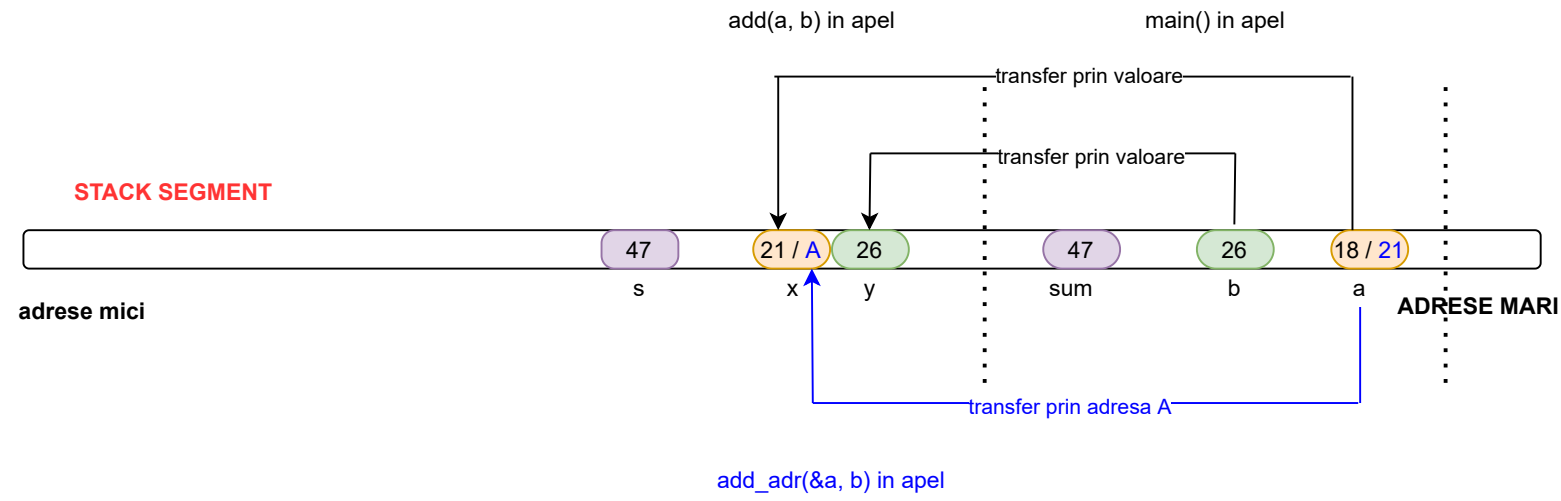 add(a, b) in apel
main() in apel
transfer prin valoare
transfer prin valoare
STACK SEGMENT
47
21 / A
26
47
26
18 / 21
s
x
y
sum
b
a
adrese mici
ADRESE MARI
transfer prin adresa A
add_adr(&a, b) in apel